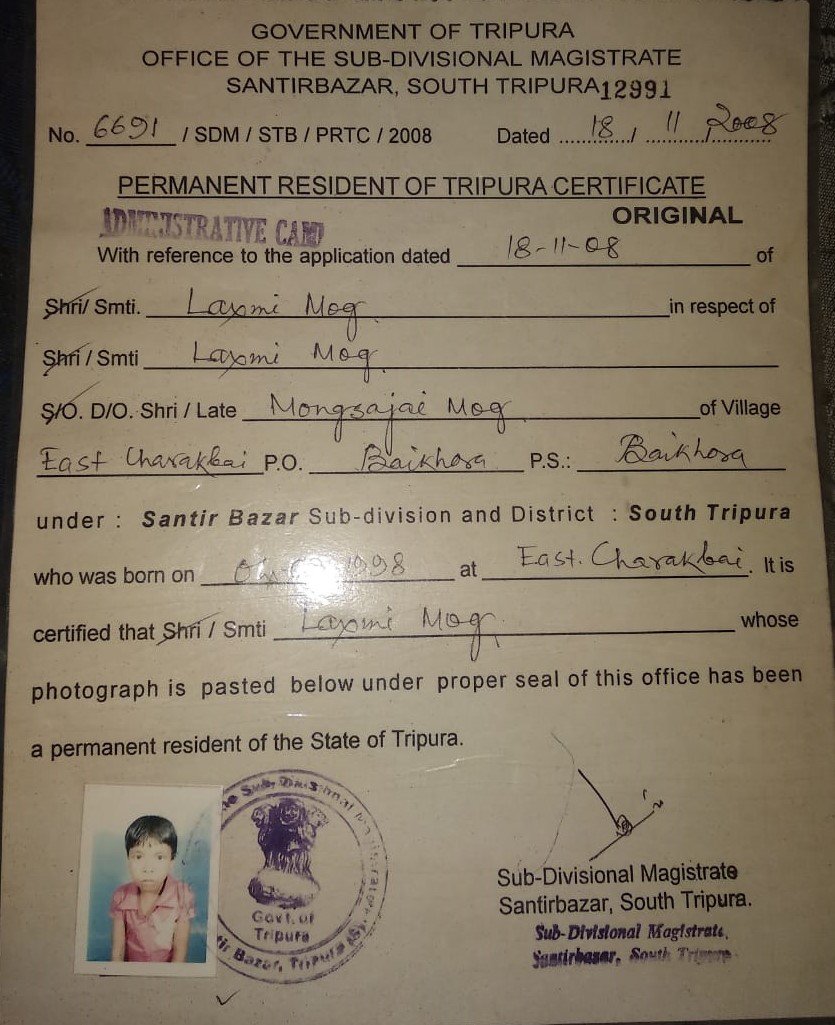 GOVERNMENT OF TRIPURA
OFFICE OF THE SUB-DIVISIONAL MAGISTRATE
SANTIRBAZAR, SOUTH TRIPURA 12991
No. 6691 / SDM / STB / PRTC / 2008 Dated 18 / 11 / 2008
PERMANENT RESIDENT OF TRIPURA CERTIFICATE
ADMINISTRATIVE CAMP ORIGINAL
With reference to the application dated 18-11-08 of
Shri/ Smti. Laxmi Mog in respect of
Shri / Smti Laxmi Mog
S/O. D/O. Shri / Late Mongsajai Mog of Village
East Charakbai P.O. Baikhora P.S.: Baikhora
under : Santir Bazar Sub-division and District : South Tripura
who was born on 1998 at East. Charakbai. It is
certified that Shri / Smti Laxmi Mog whose
photograph is pasted below under proper seal of this office has been
a permanent resident of the State of Tripura.
Sub-Divisional Magistrate
Govt. of
Tripura
Bazar, Tripura (S)
Sub-Divisional Magistrate
Santirbazar, South Tripura.
Sub-Divisional Magistrate,
Santirbazar, South Tripura